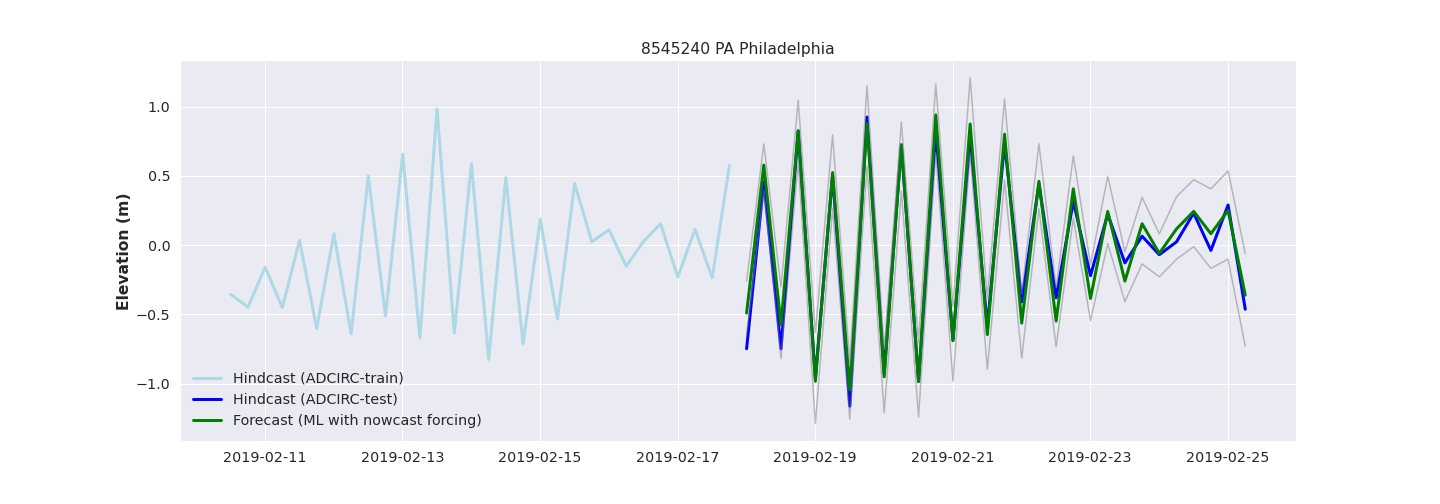 8545240 PA Philadelphia
Elevation (m)
1.0
0.5
0.0
−0.5
−1.0
Hindcast (ADCIRC-train)
Hindcast (ADCIRC-test)
Forecast (ML with nowcast forcing)
2019-02-11 2019-02-13 2019-02-15 2019-02-17 2019-02-19 2019-02-21 2019-02-23 2019-02-25